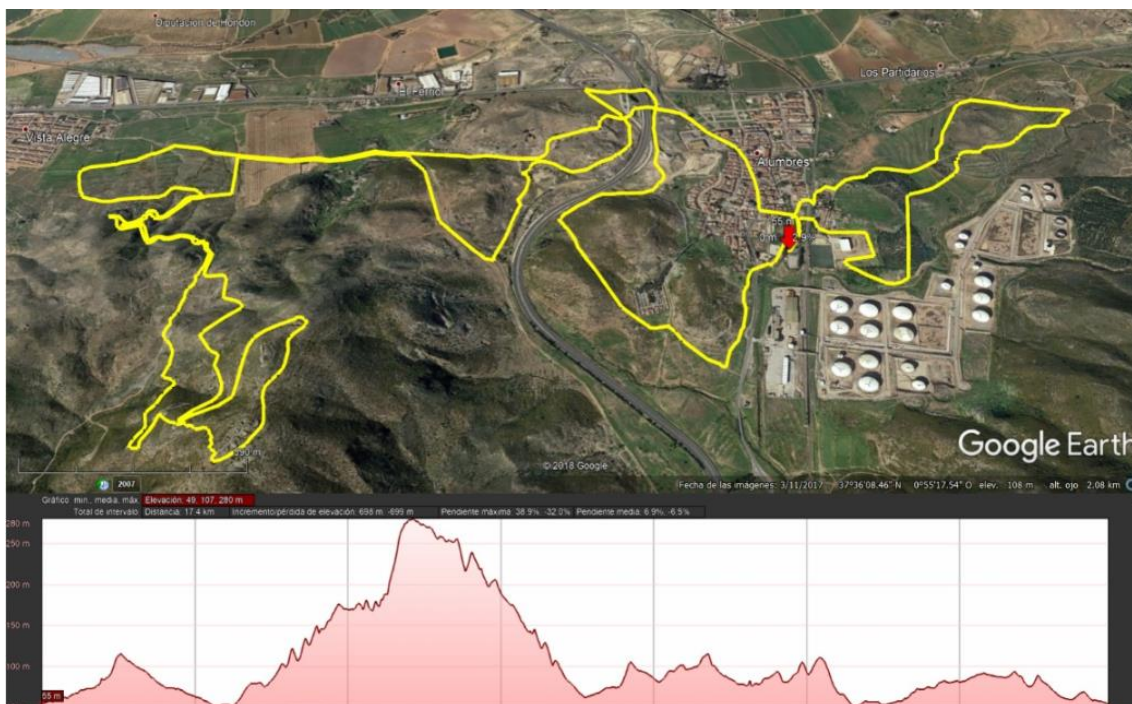 Diputación de Hondón
Los Partidarios
El Ferrio
Vista Alegre
Alumbres
55 m
Google Earth
© 2018 Google
2007
Fecha de las imágenes: 3/11/2017 37°36'08.46" N 0°55'17.54" O elev. 108 m alt. ojo 2.08 km
Gráfico: mín., media, máx. Elevación: 49, 107, 280 m
Total de intervalo Distancia: 17.4 km Incremento/pérdida de elevación: 698 m, -699 m Pendiente máxima: 38.9%, -32.0% Pendiente media: 6.9%, -6.5%
280 m
250 m
200 m
150 m
100 m
55 m